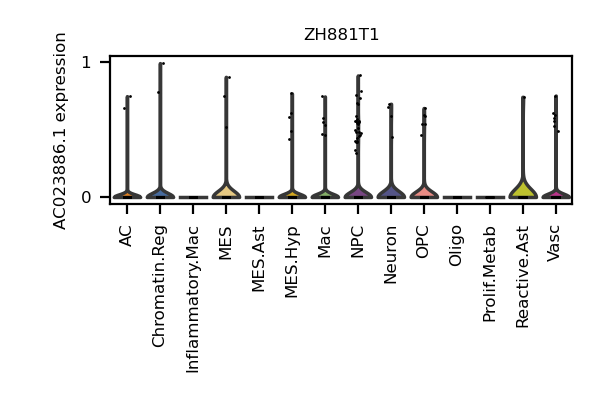 ZH881T1
AC023886.1 expression
1
0
AC
Chromatin.Reg
Inflammatory.Mac
MES
MES.Ast
MES.Hyp
Mac
NPC
Neuron
OPC
Oligo
Prolif.Metab
Reactive.Ast
Vasc